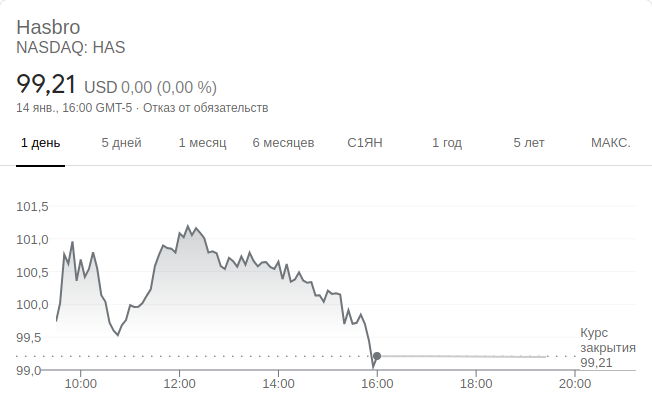 Hasbro
NASDAQ: HAS
99,21 USD 0,00 (0,00 %)
14 янв., 16:00 GMT-5 · Отказ от обязательств
1 день 5 дней 1 месяц 6 месяцев С1ЯН 1 год 5 лет МАКС.
101,5
101,0
100,5
100,0
99,5
99,0
Курс
закрытия
99,21
10:00 12:00 14:00 16:00 18:00 20:00